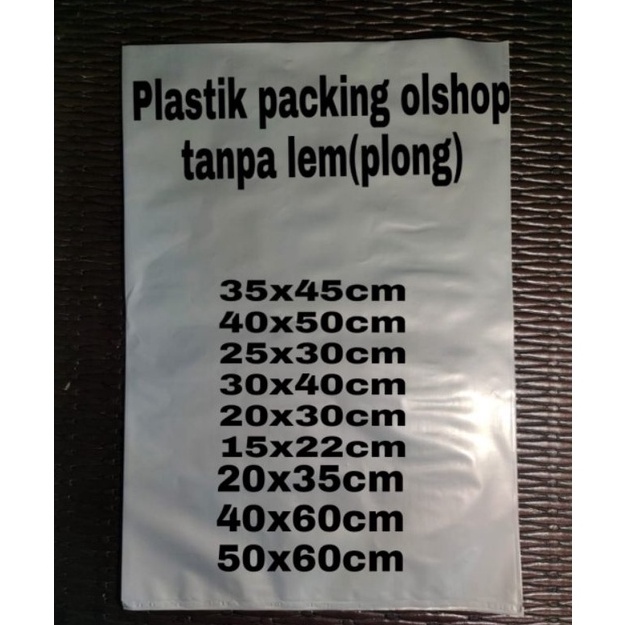 Plastik packing olshop
tanpa lem(plong)
35x45cm
40x50cm
25x30cm
30x40cm
20x30cm
15x22cm
20x35cm
40x60cm
50x60cm